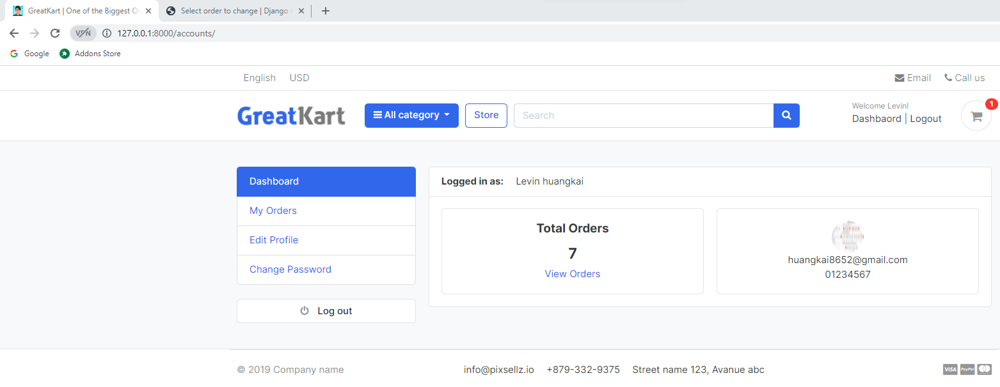 GreatKart | One of the Biggest O
Select order to change | Django s
VPN
127.0.0.1:8000/accounts/
Google
Addons Store
English USD
Email Call us
GreatKart
All category
Store
Search
Welcome Levin!
Dashbaord | Logout
1
Dashboard
My Orders
Edit Profile
Change Password
Log out
Logged in as: Levin huangkai
Total Orders
7
View Orders
huangkai8652@gmail.com
01234567
© 2019 Company name
info@pixsellz.io +879-332-9375 Street name 123, Avanue abc
VISA PayPal